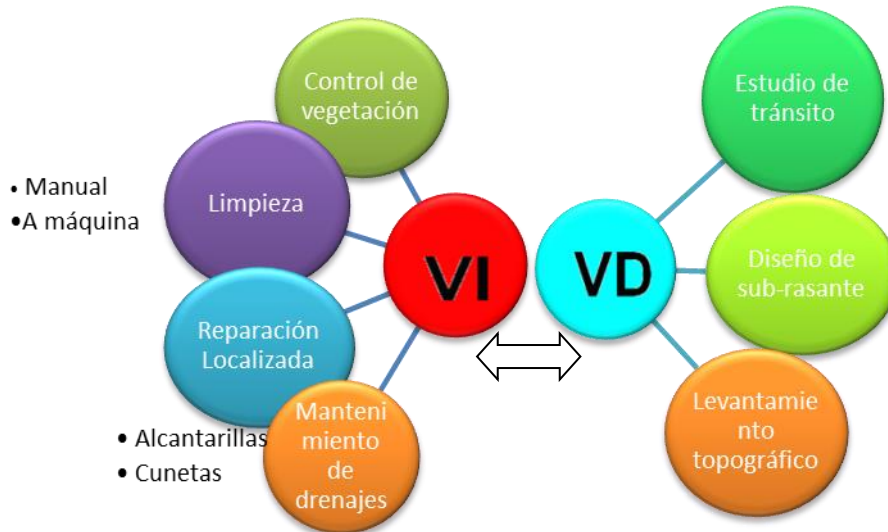 Control de
vegetación
• Manual
•A máquina
Limpieza
Reparación
Localizada
• Alcantarillas
• Cunetas
Manteni
miento
de
drenajes
VI
VD
Estudio de
tránsito
Diseño de
sub-rasante
Levantamie
nto
topográfico